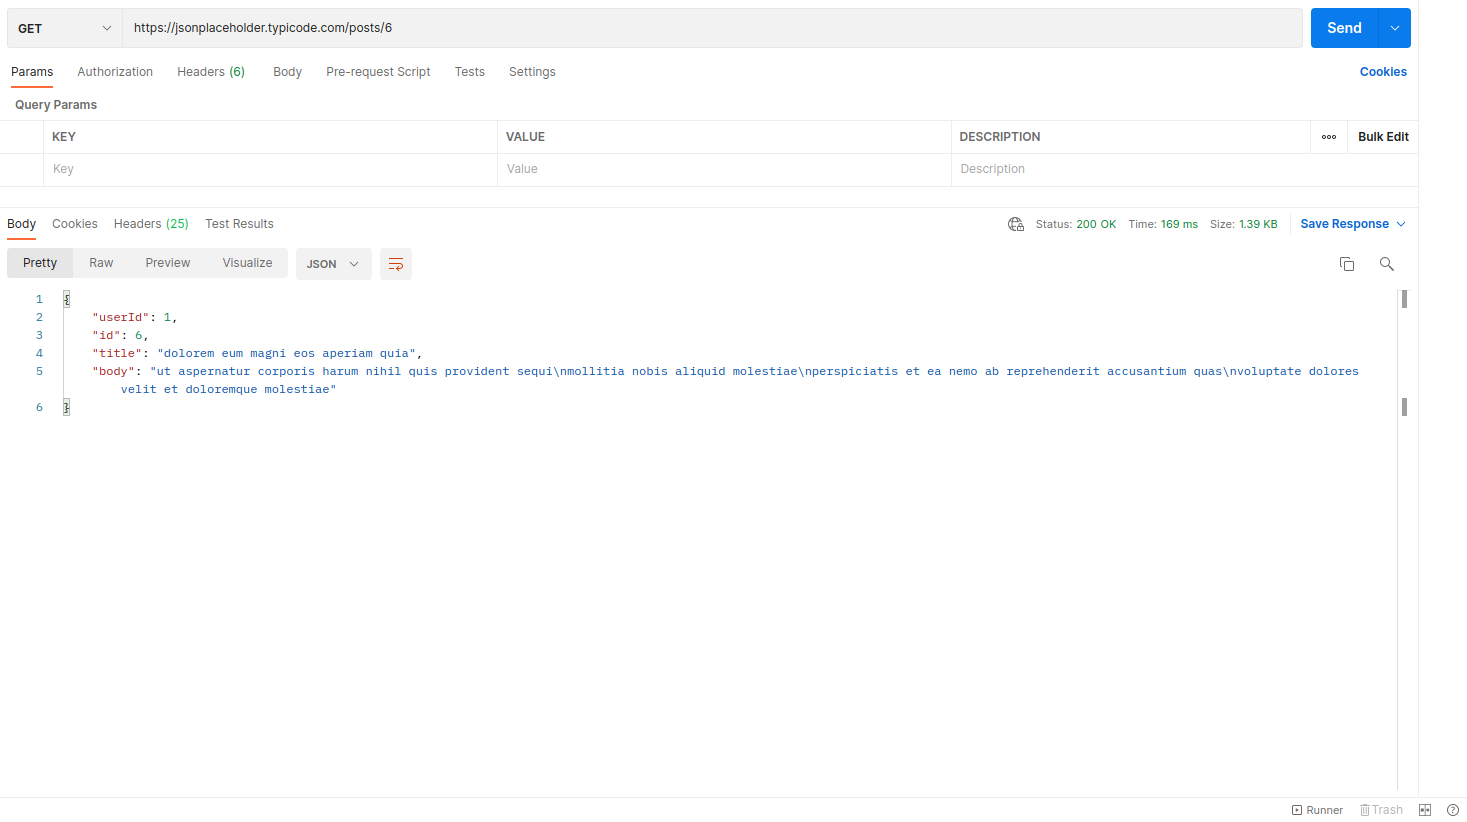 GET https://jsonplaceholder.typicode.com/posts/6 Send
Params Authorization Headers (6) Body Pre-request Script Tests Settings Cookies
Query Params
KEY VALUE DESCRIPTION ooo Bulk Edit
Key Value Description
Body Cookies Headers (25) Test Results Status: 200 OK Time: 169 ms Size: 1.39 KB Save Response
Pretty Raw Preview Visualize JSON
1 {
2 "userId": 1,
3 "id": 6,
4 "title": "dolorem eum magni eos aperiam quia",
5 "body": "ut aspernatur corporis harum nihil quis provident sequi\nmollitia nobis aliquid molestiae\nperspiciatis et ea nemo ab reprehenderit accusantium quas\nvoluptate dolores
velit et doloremque molestiae"
6 }
Runner Trash